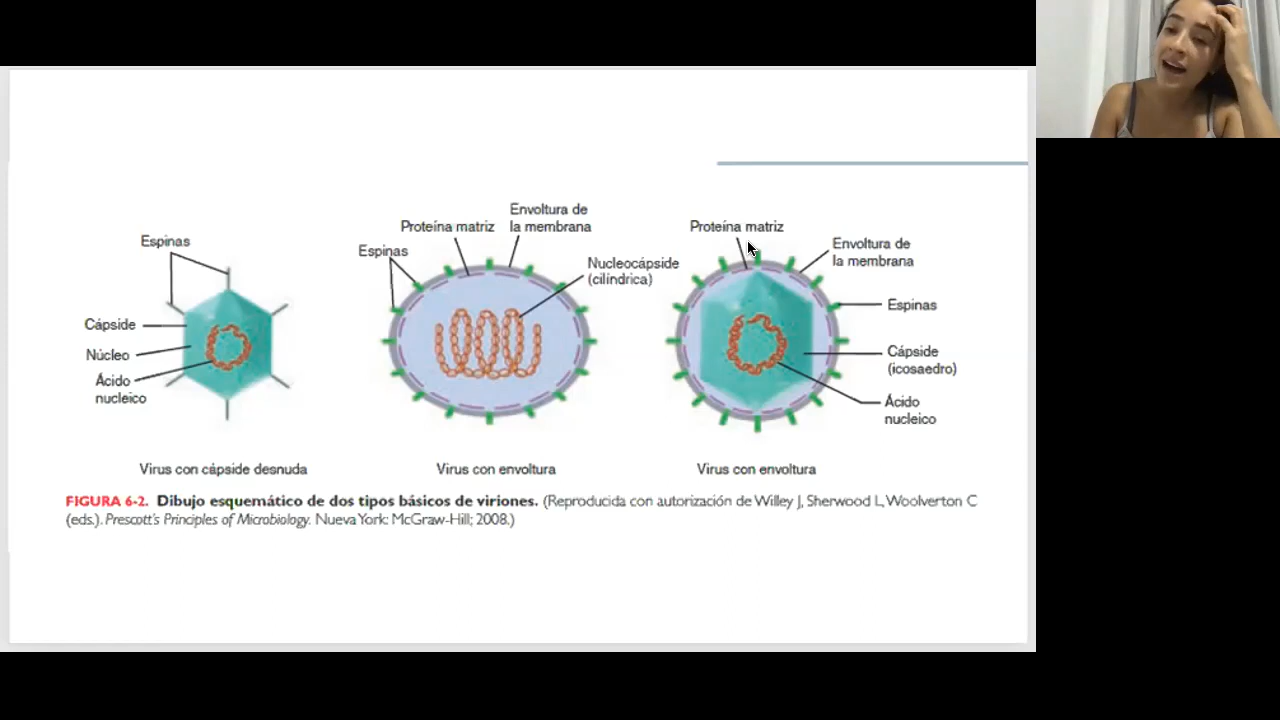 Espinas
Cápside
Núcleo
Ácido
nucleico
Virus con cápside desnuda
Proteína matriz
Envoltura de
la membrana
Espinas
Nucleocápside
(cilíndrica)
Virus con envoltura
Proteína matriz
Envoltura de
la membrana
Espinas
Cápside
(icosaedro)
Ácido
nucleico
Virus con envoltura
FIGURA 6-2. Dibujo esquemático de dos tipos básicos de viriones. (Reproducida con autorización de Willey J, Sherwood L, Woolverton C
(eds.). Prescott's Principles of Microbiology. Nueva York: McGraw-Hill; 2008.)